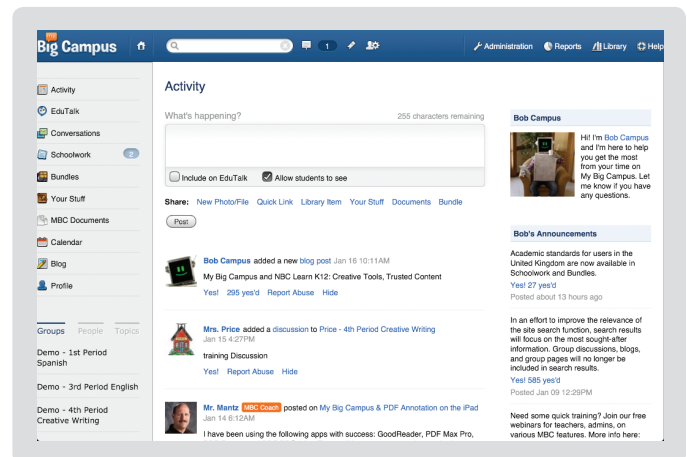 my
Big Campus
1
Administration
Reports
Library
Help
Activity
EduTalk
Conversations
Schoolwork 2
Bundles
Your Stuff
MBC Documents
Calendar
Blog
Profile
Groups People Topics
Demo - 1st Period
Spanish
Demo - 3rd Period English
Demo - 4th Period
Creative Writing
Activity
What's happening? 255 characters remaining
Include on EduTalk Allow students to see
Share: New Photo/File Quick Link Library Item Your Stuff Documents Bundle
Post
Bob Campus added a new blog post Jan 16 10:11AM
My Big Campus and NBC Learn K12: Creative Tools, Trusted Content
Yes! 295 yes'd Report Abuse Hide
Mrs. Price added a discussion to Price - 4th Period Creative Writing
Jan 15 4:27PM
training Discussion
Yes! Report Abuse Hide
Mr. Mantz MBC Coach posted on My Big Campus & PDF Annotation on the iPad
Jan 14 6:12AM
I have been using the following apps with success: GoodReader, PDF Max Pro,
Bob Campus
Hi! I'm Bob Campus
and I'm here to help
you get the most
from your time on
My Big Campus. Let
me know if you have
any questions.
Bob's Announcements
Academic standards for users in the
United Kingdom are now available in
Schoolwork and Bundles.
Yes! 27 yes'd
Posted about 13 hours ago
In an effort to improve the relevance of
the site search function, search results
will focus on the most sought-after
information. Group discussions, blogs,
and group pages will no longer be
included in search results.
Yes! 585 yes'd
Posted Jan 09 12:29PM
Need some quick training? Join our free
webinars for teachers, admins, on
various MBC features. More info here: